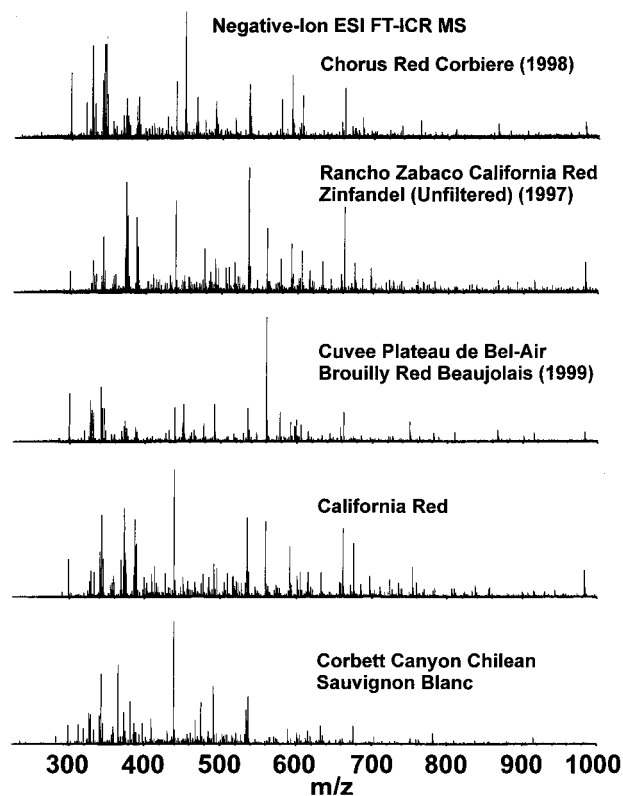 Negative-Ion ESI FT-ICR MS
Chorus Red Corbiere (1998)
Rancho Zabaco California Red
Zinfandel (Unfiltered) (1997)
Cuvee Plateau de Bel-Air
Brouilly Red Beaujolais (1999)
California Red
Corbett Canyon Chilean
Sauvignon Blanc
300 400 500 600 700 800 900 1000
m/z